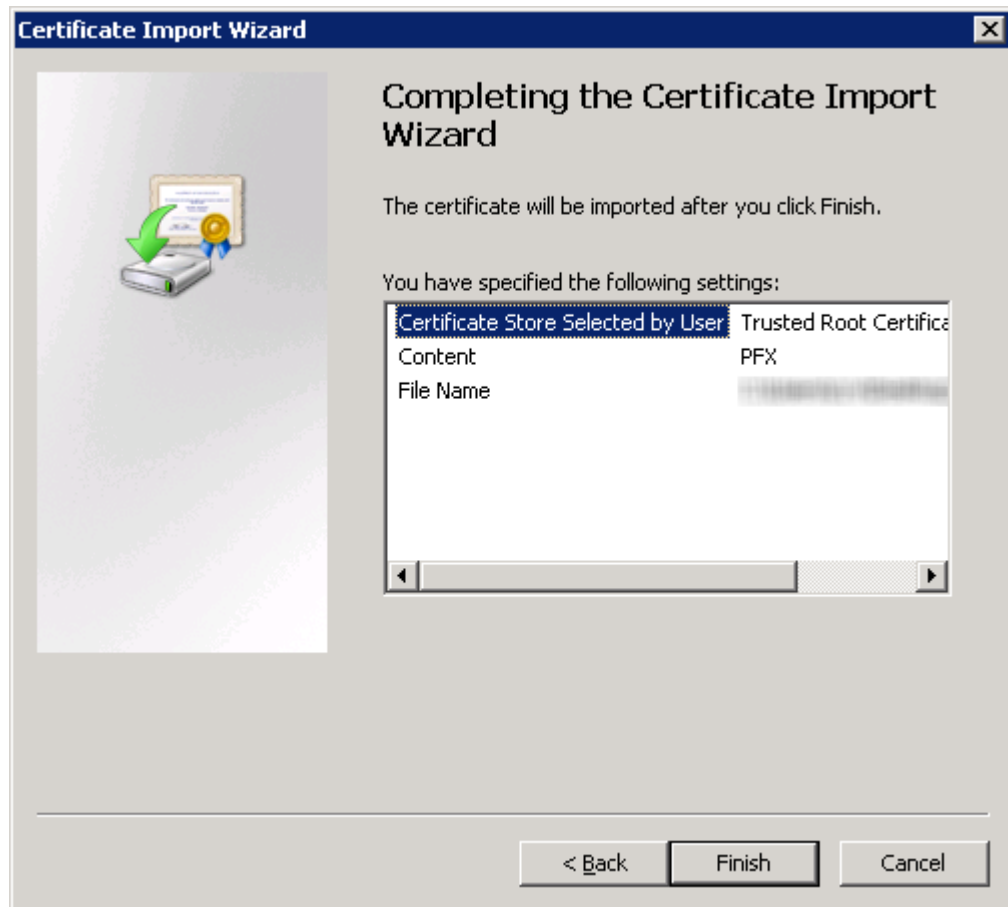 Certificate Import Wizard
Completing the Certificate Import
Wizard
The certificate will be imported after you click Finish.
You have specified the following settings:
Certificate Store Selected by User Trusted Root Certifica
Content PFX
File Name
< Back Finish Cancel